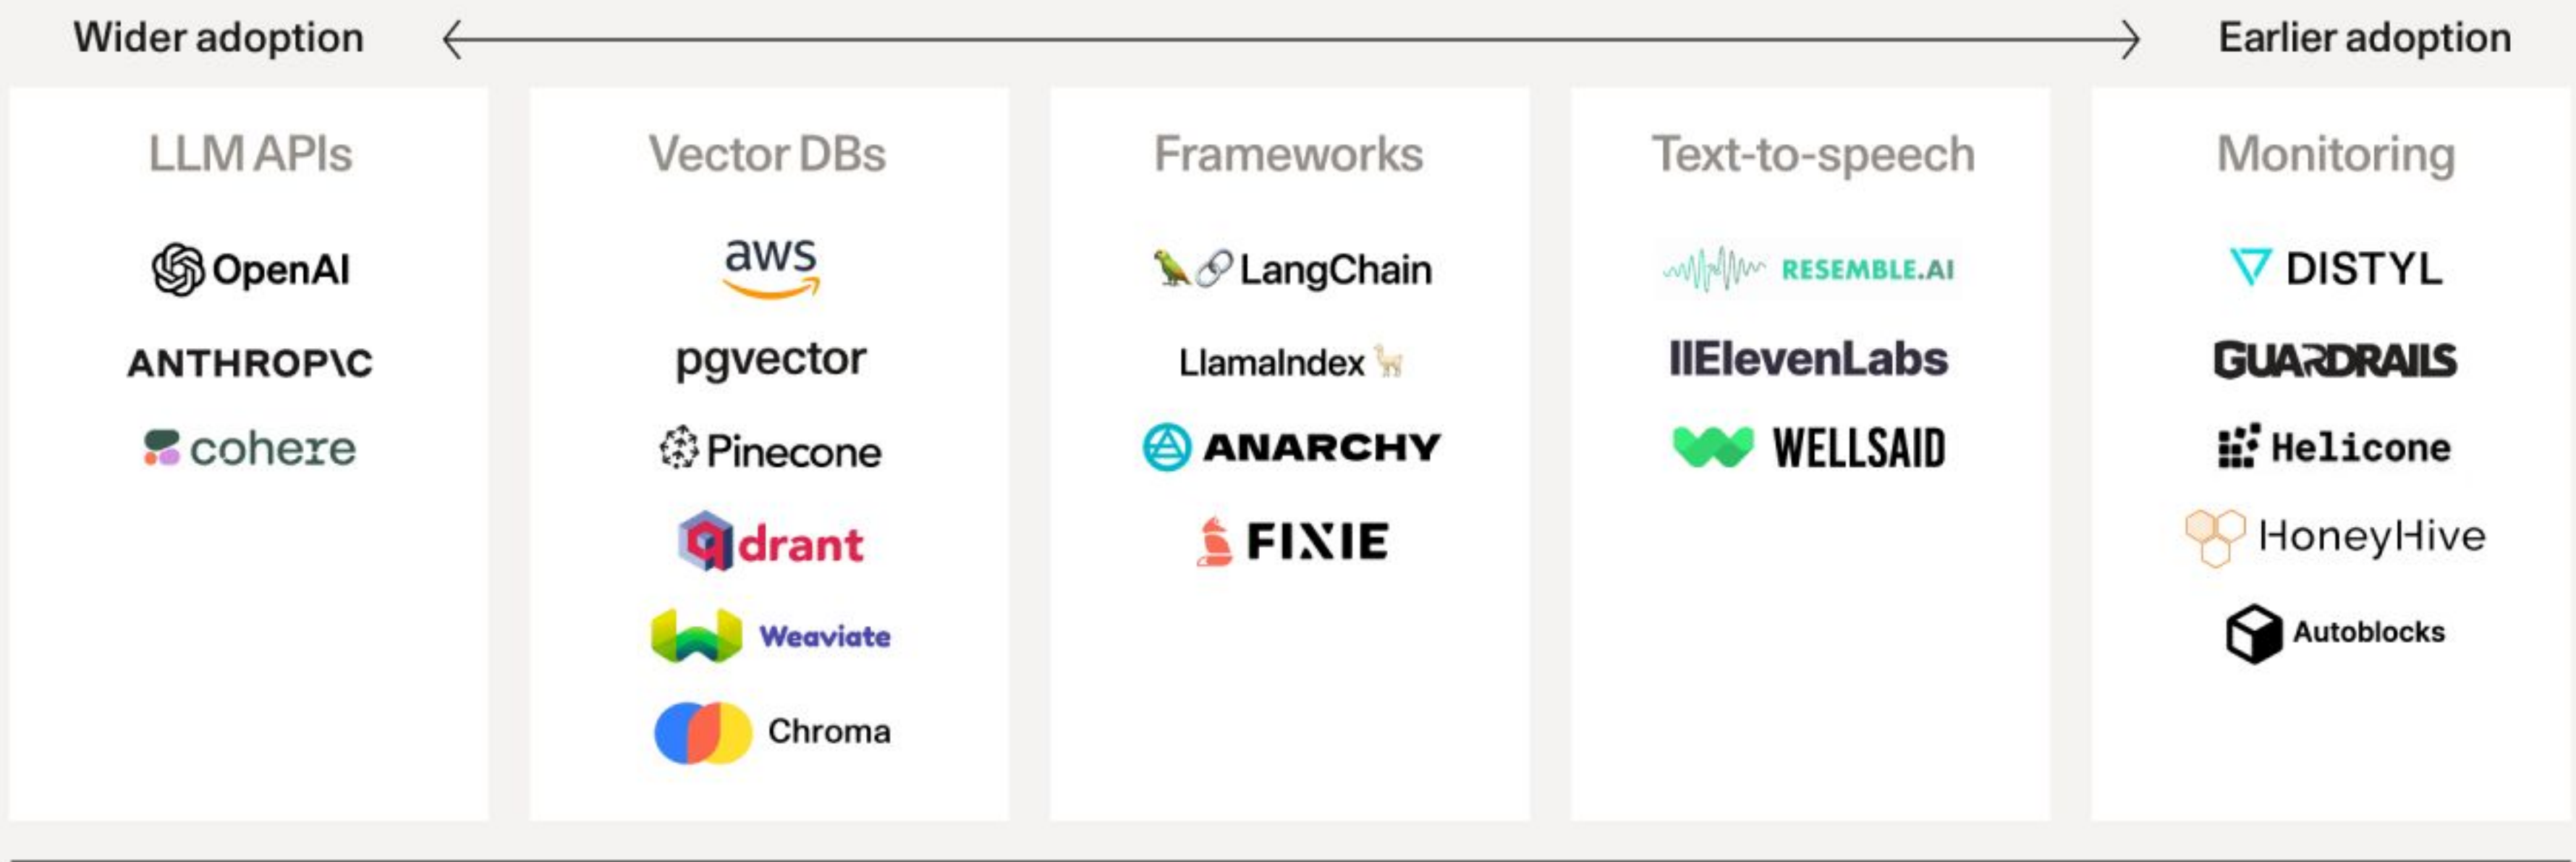 Wider adoption
Earlier adoption
LLM APIs
OpenAI
ANTHROP\C
cohere
Vector DBs
aws
pgvector
Pinecone
qdrant
Weaviate
Chroma
Frameworks
LangChain
LlamaIndex
ANARCHY
FIXIE
Text-to-speech
RESEMBLE.AI
IIElevenLabs
WELLSAID
Monitoring
DISTYL
GUARDRAILS
Helicone
HoneyHive
Autoblocks